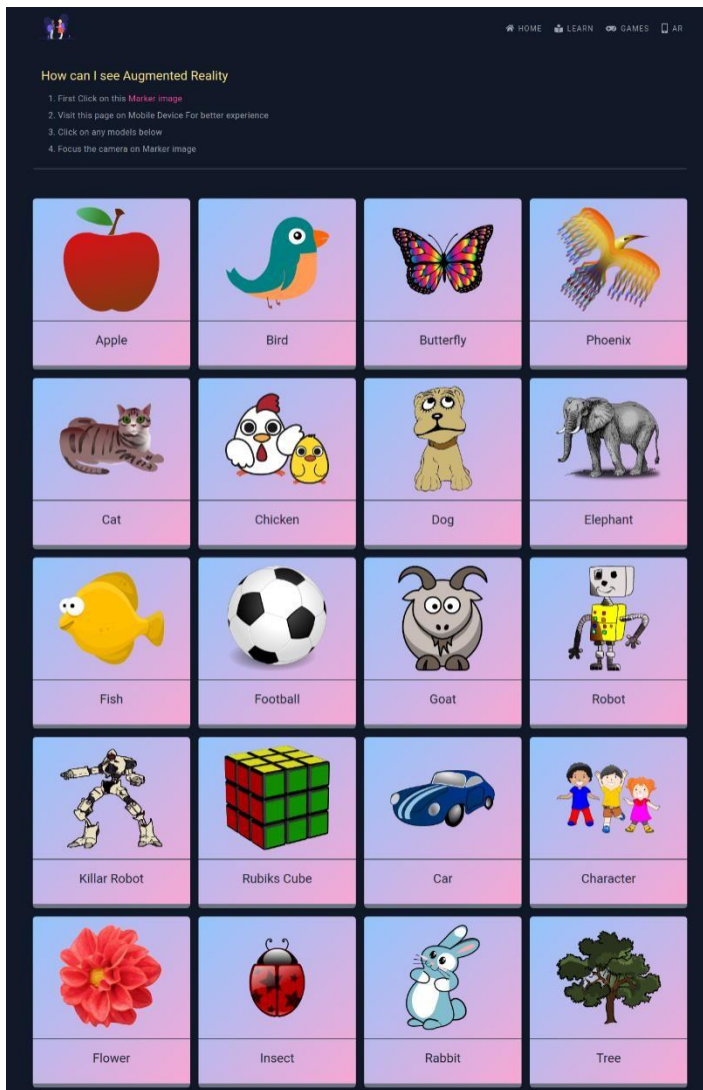 HOME LEARN GAMES AR
How can I see Augmented Reality
1. First Click on this Marker image
2. Visit this page on Mobile Device For better experience
3. Click on any models below
4. Focus the camera on Marker image
Apple Bird Butterfly Phoenix
Cat Chicken Dog Elephant
Fish Football Goat Robot
Killar Robot Rubiks Cube Car Character
Flower Insect Rabbit Tree